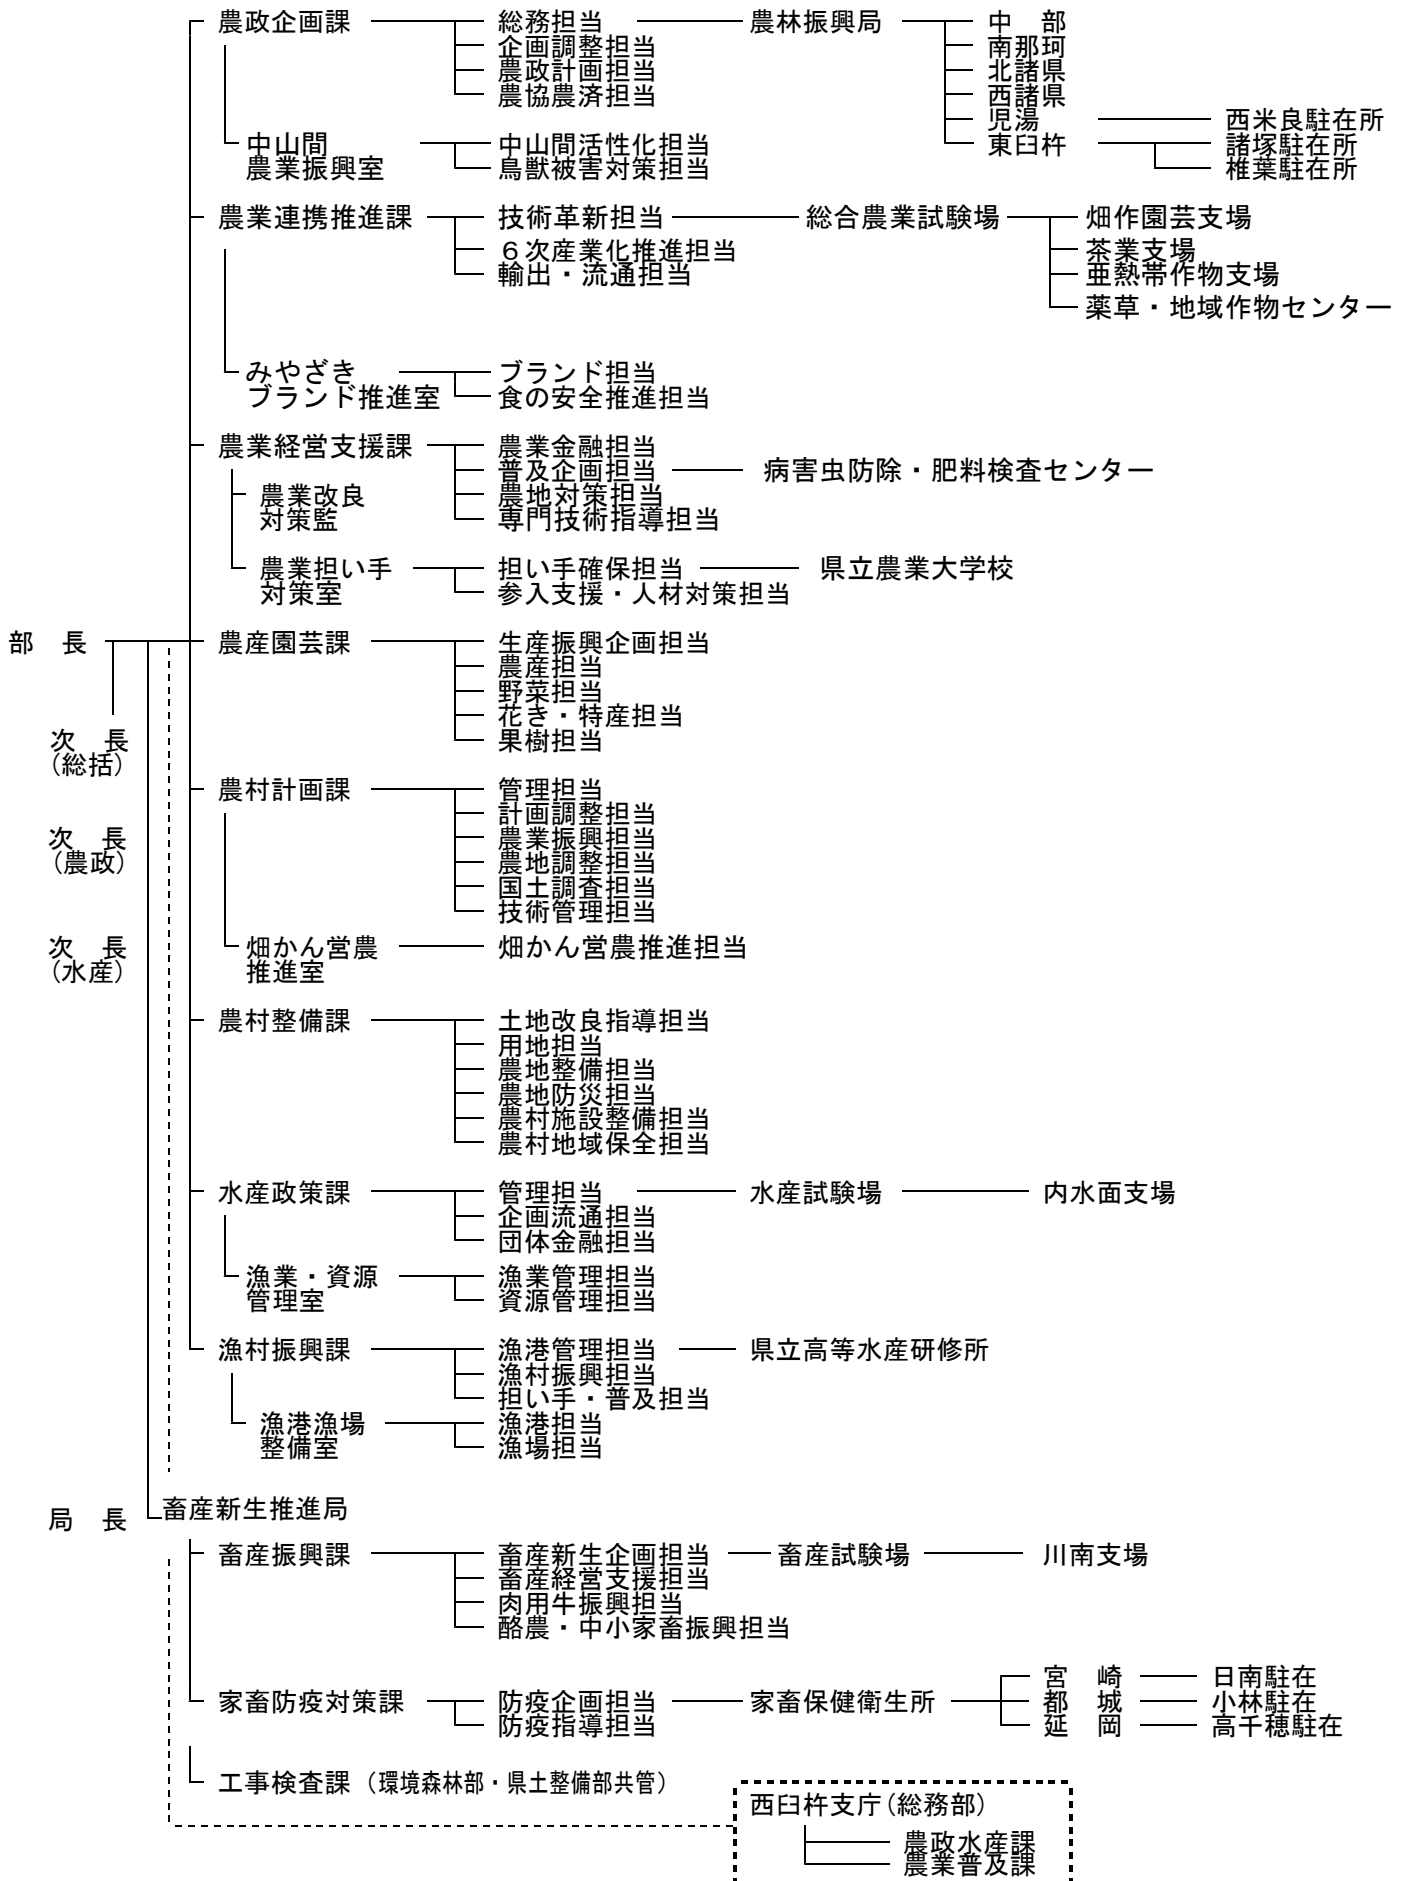 農政企画課 総務担当 農林振興局 中　部
企画調整担当 南那珂
農政計画担当 北諸県
農協農済担当 西諸県
児湯 西米良駐在所
中山間 中山間活性化担当 東臼杵 諸塚駐在所
農業振興室 鳥獣被害対策担当 椎葉駐在所
農業連携推進課 技術革新担当 総合農業試験場 畑作園芸支場
６次産業化推進担当 茶業支場
輸出・流通担当 亜熱帯作物支場
薬草・地域作物センター
みやざき ブランド担当
ブランド推進室 食の安全推進担当
農業経営支援課 農業金融担当
普及企画担当 病害虫防除・肥料検査センター
農業改良 農地対策担当
対策監 専門技術指導担当
農業担い手 担い手確保担当 県立農業大学校
対策室 参入支援・人材対策担当
部　長 農産園芸課 生産振興企画担当
農産担当
野菜担当
花き・特産担当
次　長 果樹担当
（総括）
農村計画課 管理担当
計画調整担当
次　長 農業振興担当
（農政） 農地調整担当
国土調査担当
技術管理担当
次　長 畑かん営農 畑かん営農推進担当
（水産） 推進室
農村整備課 土地改良指導担当
用地担当
農地整備担当
農地防災担当
農村施設整備担当
農村地域保全担当
水産政策課 管理担当 水産試験場 内水面支場
企画流通担当
団体金融担当
漁業・資源 漁業管理担当
管理室 資源管理担当
漁村振興課 漁港管理担当 県立高等水産研修所
漁村振興担当
担い手・普及担当
漁港漁場 漁港担当
整備室 漁場担当
局　長 畜産新生推進局
畜産振興課 畜産新生企画担当 畜産試験場 川南支場
畜産経営支援担当
肉用牛振興担当
酪農・中小家畜振興担当
宮　崎 日南駐在
家畜防疫対策課 防疫企画担当 家畜保健衛生所 都　城 小林駐在
防疫指導担当 延　岡 高千穂駐在
工事検査課（環境森林部・県土整備部共管）
西臼杵支庁（総務部）
農政水産課
農業普及課